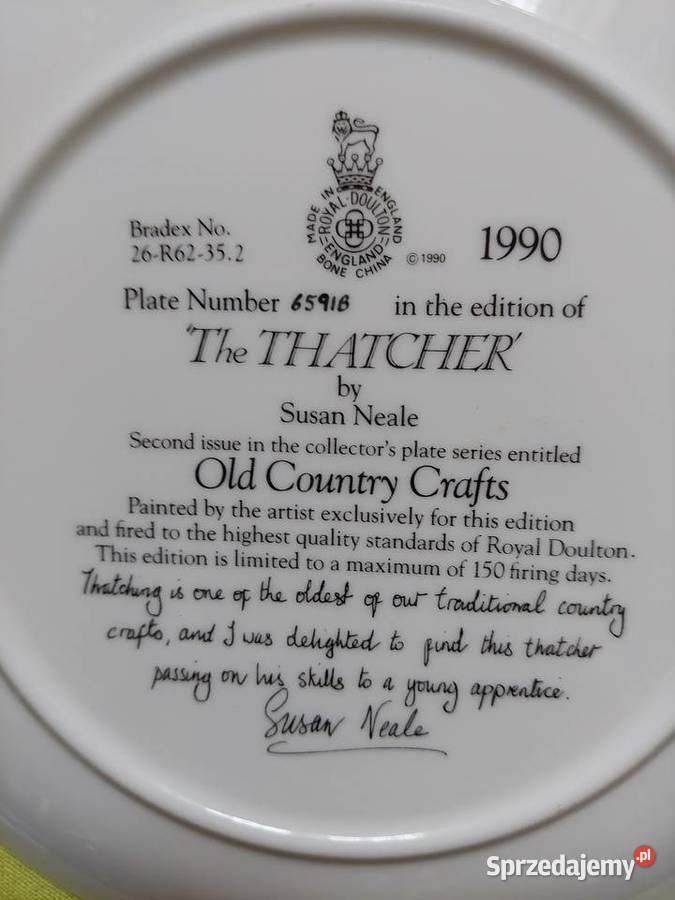 MADE IN ENGLAND
ROYAL·DOULTON
ENGLAND
BONE CHINA
© 1990
Bradex No.
26-R62-35.2
1990
Plate Number 6591B in the edition of
'The THATCHER'
by
Susan Neale
Second issue in the collector's plate series entitled
Old Country Crafts
Painted by the artist exclusively for this edition
and fired to the highest quality standards of Royal Doulton.
This edition is limited to a maximum of 150 firing days.
Thatching is one of the oldest of our traditional country
crafts, and I was delighted to find this thatcher
passing on his skills to a young apprentice.
Susan Neale
Sprzedajemy.pl